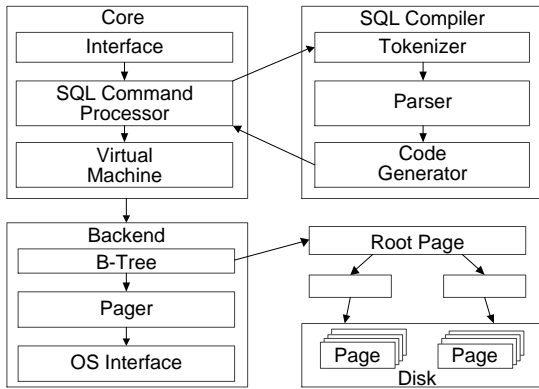 Core
Interface
SQL Command
Processor
Virtual
Machine
SQL Compiler
Tokenizer
Parser
Code
Generator
Backend
B-Tree
Pager
OS Interface
Root Page
Page
Page
Disk